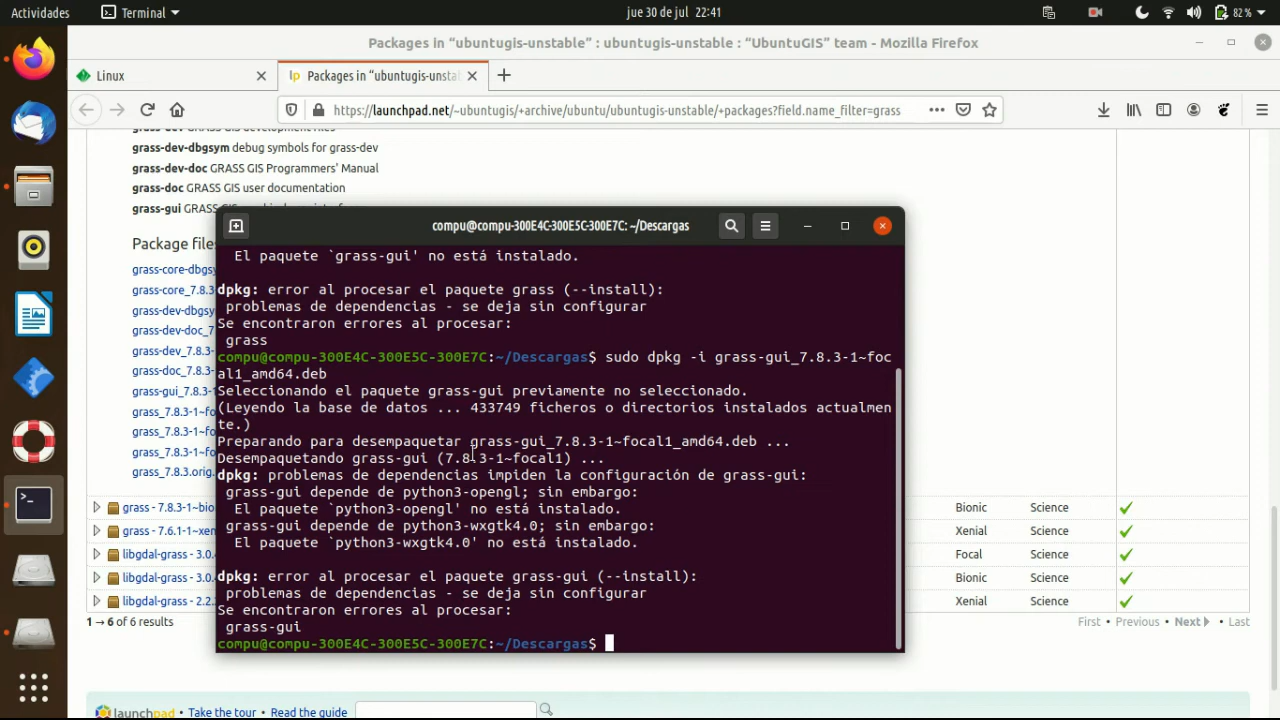 Actividades
Terminal
jue 30 de jul 22:41
82 %
Packages in “ubuntugis-unstable” : ubuntugis-unstable : “UbuntuGIS” team - Mozilla Firefox
Linux
Packages in “ubuntugis-unsta
https://launchpad.net/~ubuntugis/+archive/ubuntu/ubuntugis-unstable/+packages?field.name_filter=grass
grass-dev GRASS GIS development files
grass-dev-dbgsym debug symbols for grass-dev
grass-dev-doc GRASS GIS Programmers' Manual
grass-doc GRASS GIS user documentation
grass-gui GRASS
Package file
grass-core-dbgsy
grass-core_7.8.3
grass-dev-dbgsy
grass-dev-doc_7
grass-dev_7.8.3-
grass-doc_7.8.3-
grass-gui_7.8.3-1
grass_7.8.3-1~fo
grass_7.8.3-1~fo
grass_7.8.3-1~fo
grass_7.8.3.orig.
grass - 7.8.3-1~bio
Bionic
Science
grass - 7.6.1-1~xen
Xenial
Science
libgdal-grass - 3.0.4
Focal
Science
libgdal-grass - 3.0.4
Bionic
Science
libgdal-grass - 2.2.
Xenial
Science
1 → 6 of 6 results
First • Previous • Next • Last
launchpad • Take the tour • Read the guide
compu@compu-300E4C-300E5C-300E7C: ~/Descargas
El paquete `grass-gui' no está instalado.
dpkg: error al procesar el paquete grass (--install):
problemas de dependencias - se deja sin configurar
Se encontraron errores al procesar:
grass
compu@compu-300E4C-300E5C-300E7C:~/Descargas$ sudo dpkg -i grass-gui_7.8.3-1~foc
al1_amd64.deb
Seleccionando el paquete grass-gui previamente no seleccionado.
(Leyendo la base de datos ... 433749 ficheros o directorios instalados actualmen
te.)
Preparando para desempaquetar grass-gui_7.8.3-1~focal1_amd64.deb ...
Desempaquetando grass-gui (7.8.3-1~focal1) ...
dpkg: problemas de dependencias impiden la configuración de grass-gui:
grass-gui depende de python3-opengl; sin embargo:
El paquete `python3-opengl' no está instalado.
grass-gui depende de python3-wxgtk4.0; sin embargo:
El paquete `python3-wxgtk4.0' no está instalado.
dpkg: error al procesar el paquete grass-gui (--install):
problemas de dependencias - se deja sin configurar
Se encontraron errores al procesar:
grass-gui
compu@compu-300E4C-300E5C-300E7C:~/Descargas$